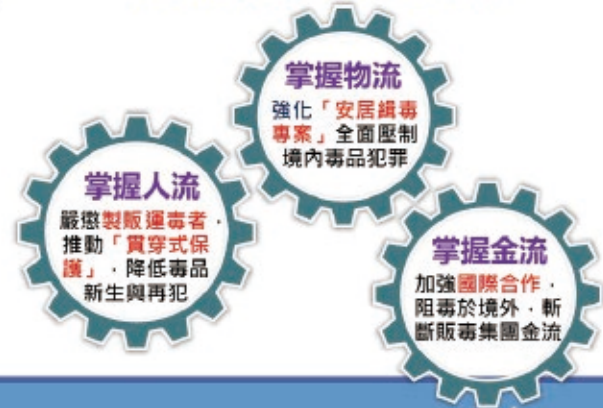 掌握物流
強化「安居緝毒
專案」全面壓制
境內毒品犯罪
掌握人流
嚴懲製販運毒者，
推動「貫穿式保
護」，降低毒品
新生與再犯
掌握金流
加強國際合作，
阻毒於境外，斬
斷販毒集團金流